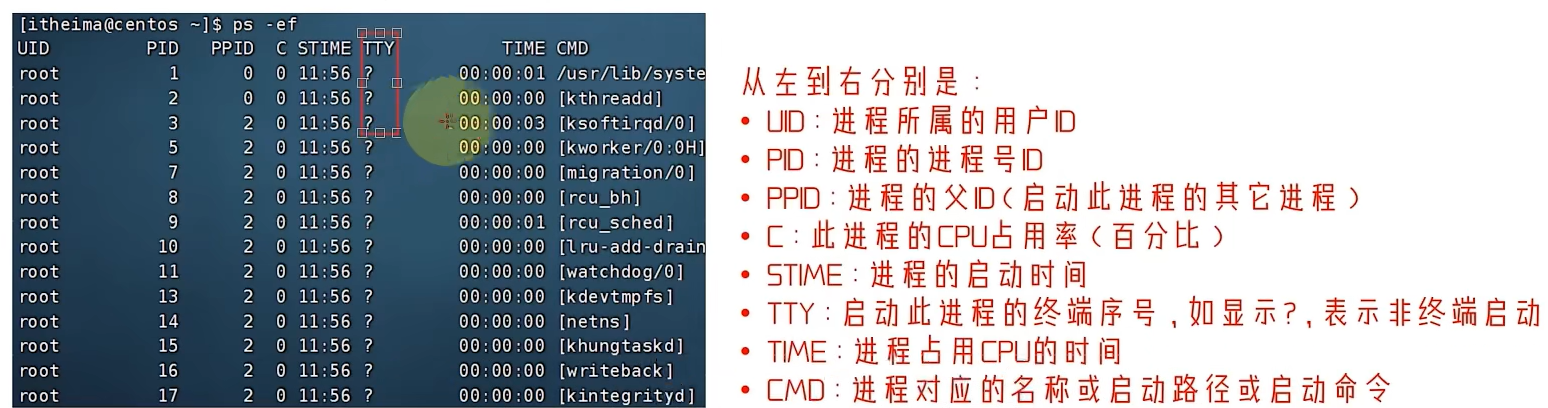 [itheima@centos ~]$ ps -ef
UID PID PPID C STIME TTY TIME CMD
root 1 0 0 11:56 ? 00:00:01 /usr/lib/syste
root 2 0 0 11:56 ? 00:00:00 [kthreadd]
root 3 2 0 11:56 ? 00:00:03 [ksoftirqd/0]
root 5 2 0 11:56 ? 00:00:00 [kworker/0:0H]
root 7 2 0 11:56 ? 00:00:00 [migration/0]
root 8 2 0 11:56 ? 00:00:00 [rcu_bh]
root 9 2 0 11:56 ? 00:00:01 [rcu_sched]
root 10 2 0 11:56 ? 00:00:00 [lru-add-drain
root 11 2 0 11:56 ? 00:00:00 [watchdog/0]
root 13 2 0 11:56 ? 00:00:00 [kdevtmpfs]
root 14 2 0 11:56 ? 00:00:00 [netns]
root 15 2 0 11:56 ? 00:00:00 [khungtaskd]
root 16 2 0 11:56 ? 00:00:00 [writeback]
root 17 2 0 11:56 ? 00:00:00 [kintegrityd]
从左到右分别是：
• UID：进程所属的用户ID
• PID：进程的进程号ID
• PPID：进程的父ID（启动此进程的其它进程）
• C：此进程的CPU占用率（百分比）
• STIME：进程的启动时间
• TTY：启动此进程的终端序号，如显示?，表示非终端启动
• TIME：进程占用CPU的时间
• CMD：进程对应的名称或启动路径或启动命令